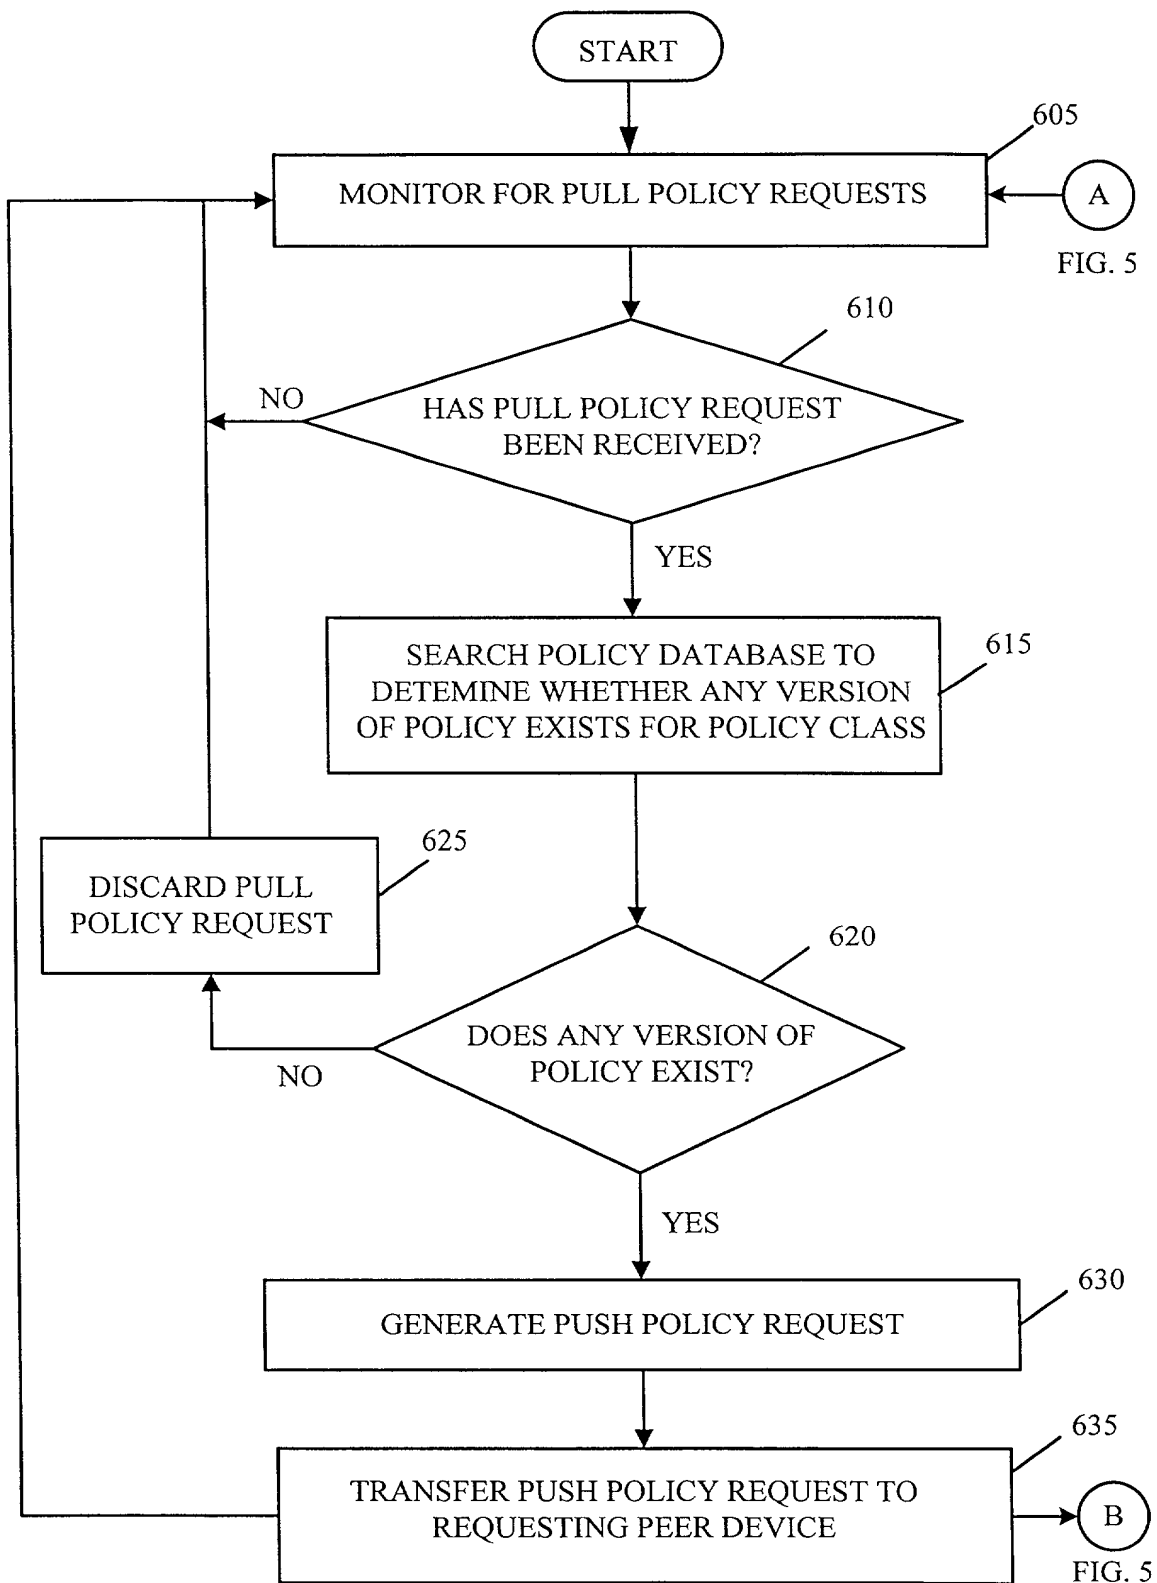 START
605
MONITOR FOR PULL POLICY REQUESTS
A
FIG. 5
610
NO
HAS PULL POLICY REQUEST
BEEN RECEIVED?
YES
615
SEARCH POLICY DATABASE TO
DETEMINE WHETHER ANY VERSION
OF POLICY EXISTS FOR POLICY CLASS
625
DISCARD PULL
POLICY REQUEST
620
DOES ANY VERSION OF
POLICY EXIST?
NO
YES
630
GENERATE PUSH POLICY REQUEST
635
TRANSFER PUSH POLICY REQUEST TO
REQUESTING PEER DEVICE
B
FIG. 5